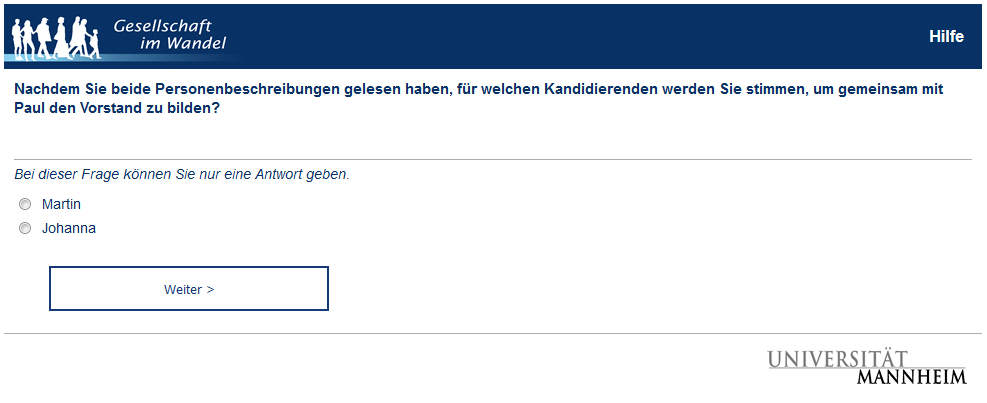 Gesellschaft
im Wandel
Hilfe
Nachdem Sie beide Personenbeschreibungen gelesen haben, für welchen Kandidierenden werden Sie stimmen, um gemeinsam mit
Paul den Vorstand zu bilden?
Bei dieser Frage können Sie nur eine Antwort geben.
Martin
Johanna
Weiter >
UNIVERSITÄT
MANNHEIM